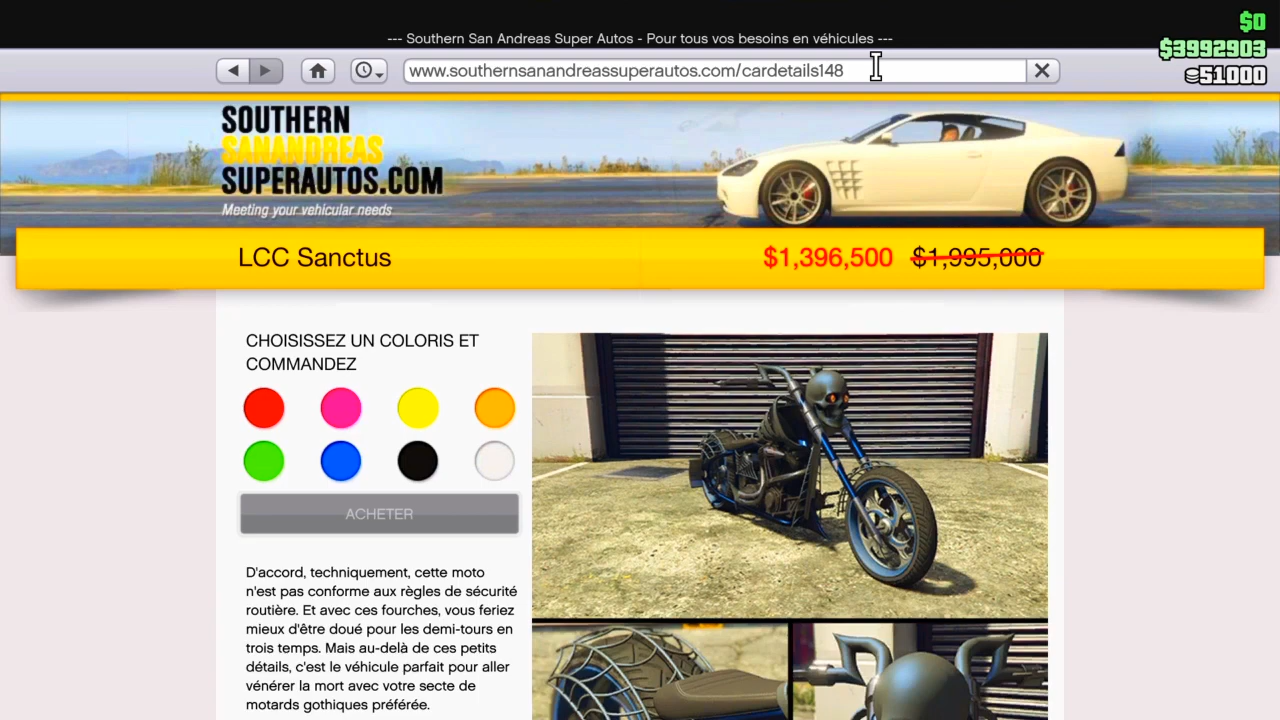 --- Southern San Andreas Super Autos - Pour tous vos besoins en véhicules ---
$0
$3992903
51000
www.southernsanandreassuperautos.com/cardetails148
SOUTHERN
SANANDREAS
SUPERAUTOS.COM
Meeting your vehicular needs
LCC Sanctus
$1,396,500 $1,995,000
CHOISISSEZ UN COLORIS ET
COMMANDEZ
ACHETER
D'accord, techniquement, cette moto
n'est pas conforme aux règles de sécurité
routière. Et avec ces fourches, vous feriez
mieux d'être doué pour les demi-tours en
trois temps. Mais au-delà de ces petits
détails, c'est le véhicule parfait pour aller
vénérer la mort avec votre secte de
motards gothiques préférée.